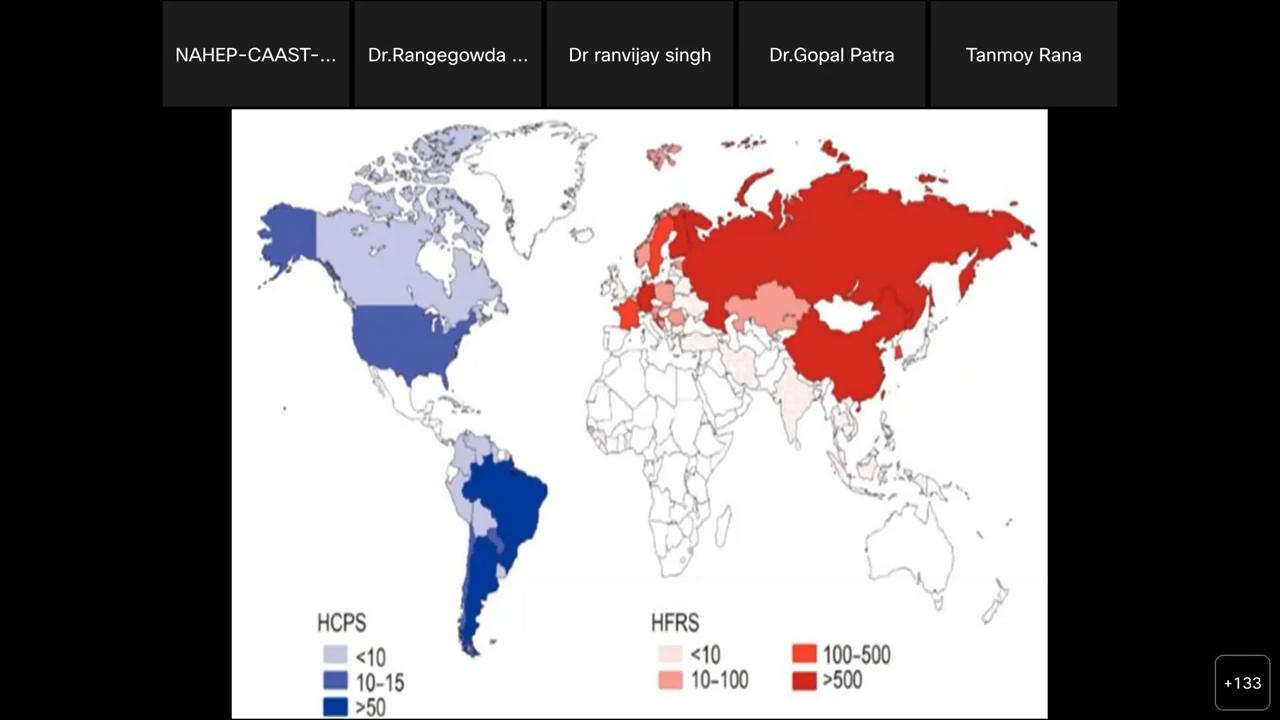 NAHEP-CAAST-...
Dr.Rangegowda ...
Dr ranvijay singh
Dr.Gopal Patra
Tanmoy Rana
HCPS
<10
10-15
>50
HFRS
<10
10-100
100-500
>500
+133